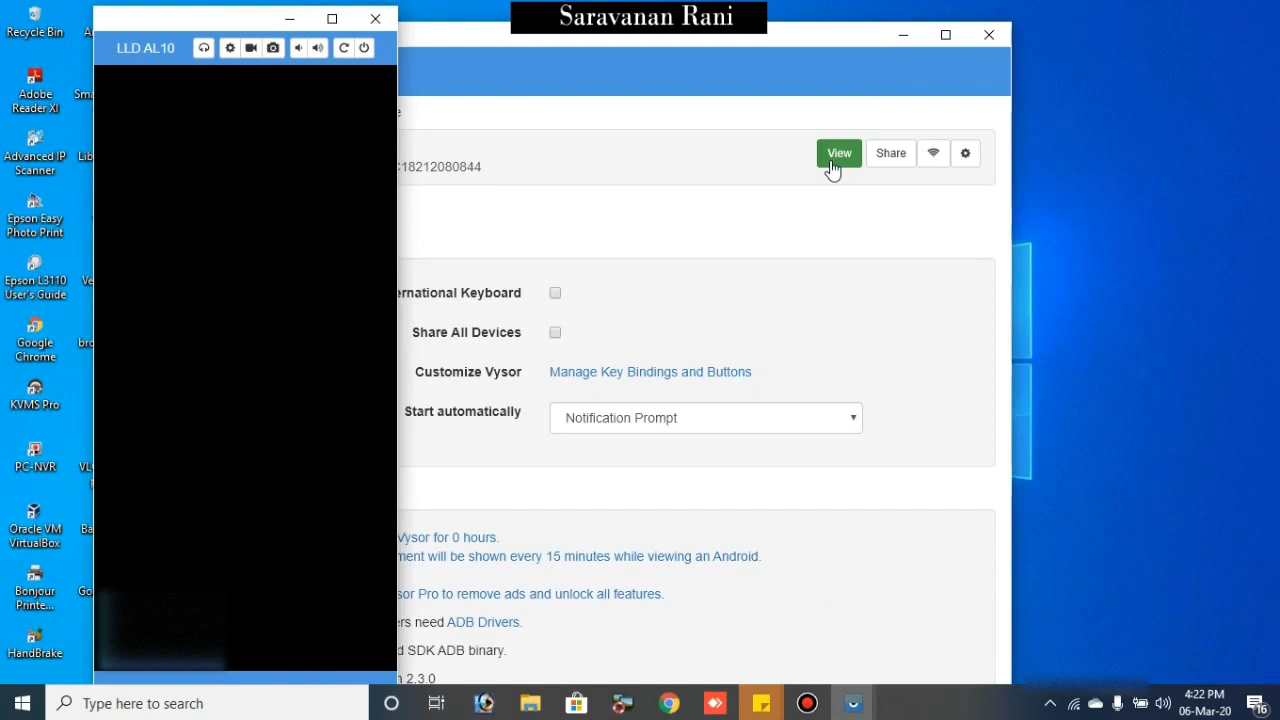 Saravanan Rani
Recycle Bin
Adobe
Reader XI
Advanced IP
Scanner
Epson Easy
Photo Print
Epson L3110
User's Guide
Google
Chrome
KVMS Pro
PC-NVR
Oracle VM
VirtualBox
Bonjour
Printe...
HandBrake
LLD AL10
18212080844
View
Share
ernational Keyboard
Share All Devices
Customize Vysor
Manage Key Bindings and Buttons
Start automatically
Notification Prompt
Vysor for 0 hours.
ment will be shown every 15 minutes while viewing an Android.
sor Pro to remove ads and unlock all features.
ers need ADB Drivers.
d SDK ADB binary.
n 2.3.0
Type here to search
4:22 PM
06-Mar-20
16